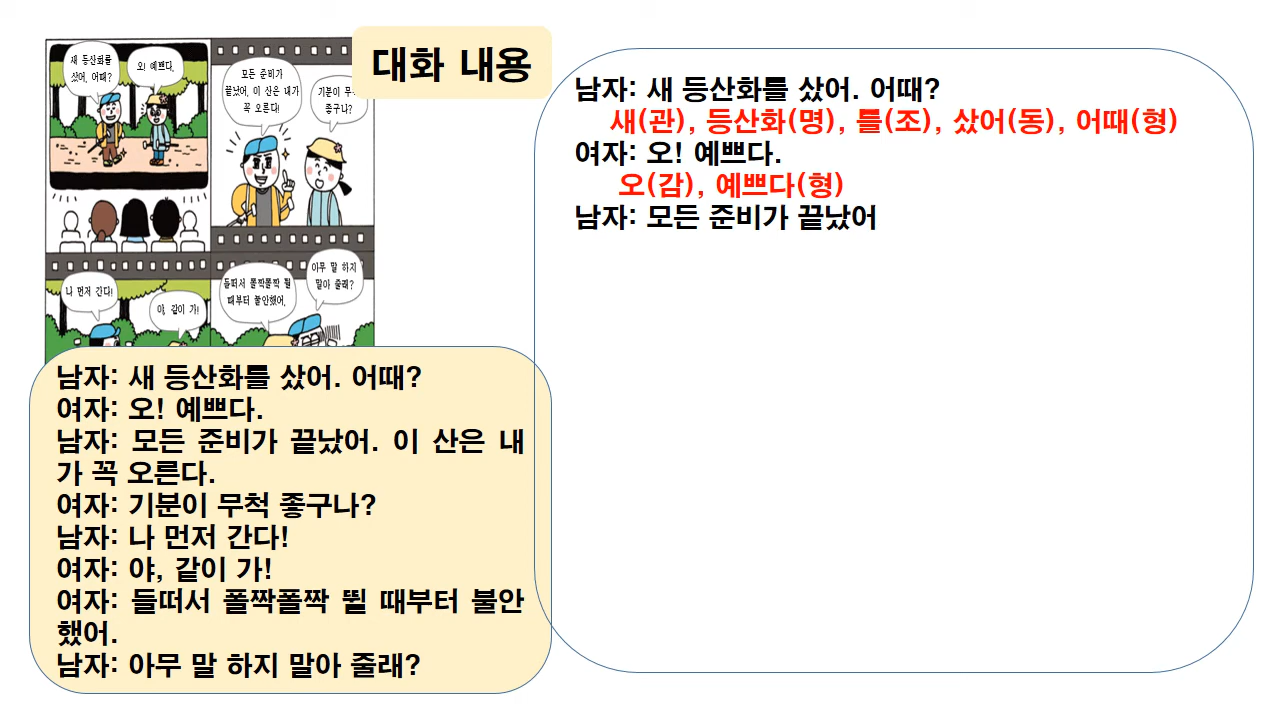 대화 내용
새 등산화를
샀어. 어때?
오! 예쁘다.
모든 준비가
끝났어. 이 산은 내가
꼭 오른다!
기분이 무
좋구나?
나 먼저 간다!
야, 같이 가!
들떠서 폴짝폴짝 뛸
때부터 불안했어.
아무 말 하지
말아 줄래?
남자: 새 등산화를 샀어. 어때?
여자: 오! 예쁘다.
남자: 모든 준비가 끝났어. 이 산은 내
가 꼭 오른다.
여자: 기분이 무척 좋구나?
남자: 나 먼저 간다!
여자: 야, 같이 가!
여자: 들떠서 폴짝폴짝 뛸 때부터 불안
했어.
남자: 아무 말 하지 말아 줄래?
남자: 새 등산화를 샀어. 어때?
새(관), 등산화(명), 를(조), 샀어(동), 어때(형)
여자: 오! 예쁘다.
오(감), 예쁘다(형)
남자: 모든 준비가 끝났어